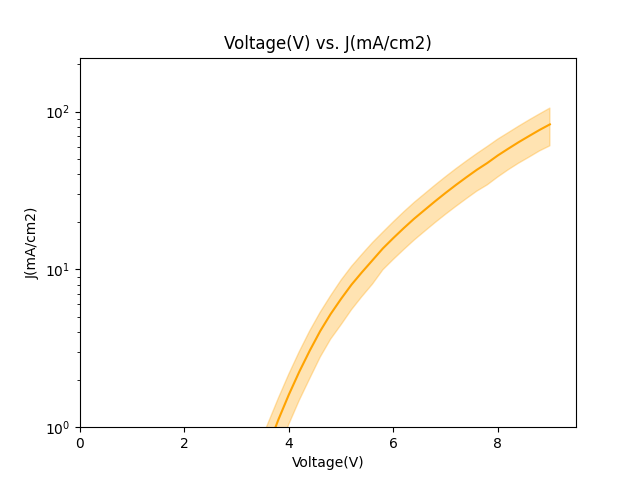 Voltage(V) vs. J(mA/cm2)
10²
10¹
10⁰
J(mA/cm2)
0 2 4 6 8
Voltage(V)